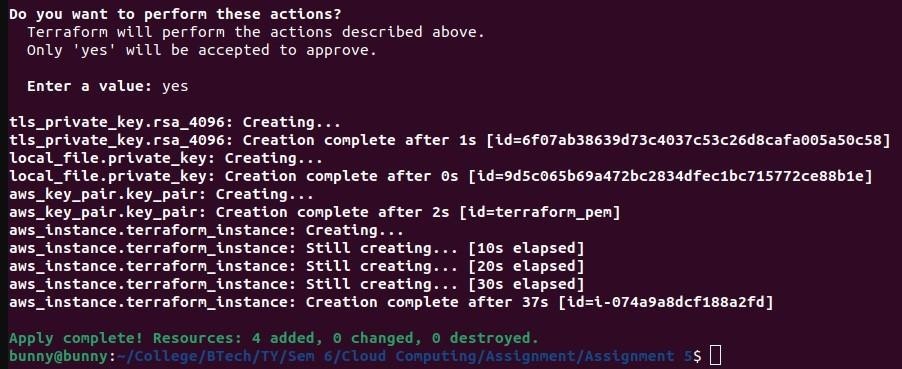 Do you want to perform these actions?
  Terraform will perform the actions described above.
  Only 'yes' will be accepted to approve.

  Enter a value: yes

tls_private_key.rsa_4096: Creating...
tls_private_key.rsa_4096: Creation complete after 1s [id=6f07ab38639d73c4037c53c26d8cafa005a50c58]
local_file.private_key: Creating...
local_file.private_key: Creation complete after 0s [id=9d5c065b69a472bc2834dfec1bc715772ce88b1e]
aws_key_pair.key_pair: Creating...
aws_key_pair.key_pair: Creation complete after 2s [id=terraform_pem]
aws_instance.terraform_instance: Creating...
aws_instance.terraform_instance: Still creating... [10s elapsed]
aws_instance.terraform_instance: Still creating... [20s elapsed]
aws_instance.terraform_instance: Still creating... [30s elapsed]
aws_instance.terraform_instance: Creation complete after 37s [id=i-074a9a8dcf188a2fd]

Apply complete! Resources: 4 added, 0 changed, 0 destroyed.
bunny@bunny:~/College/BTech/TY/Sem 6/Cloud Computing/Assignment/Assignment 5$